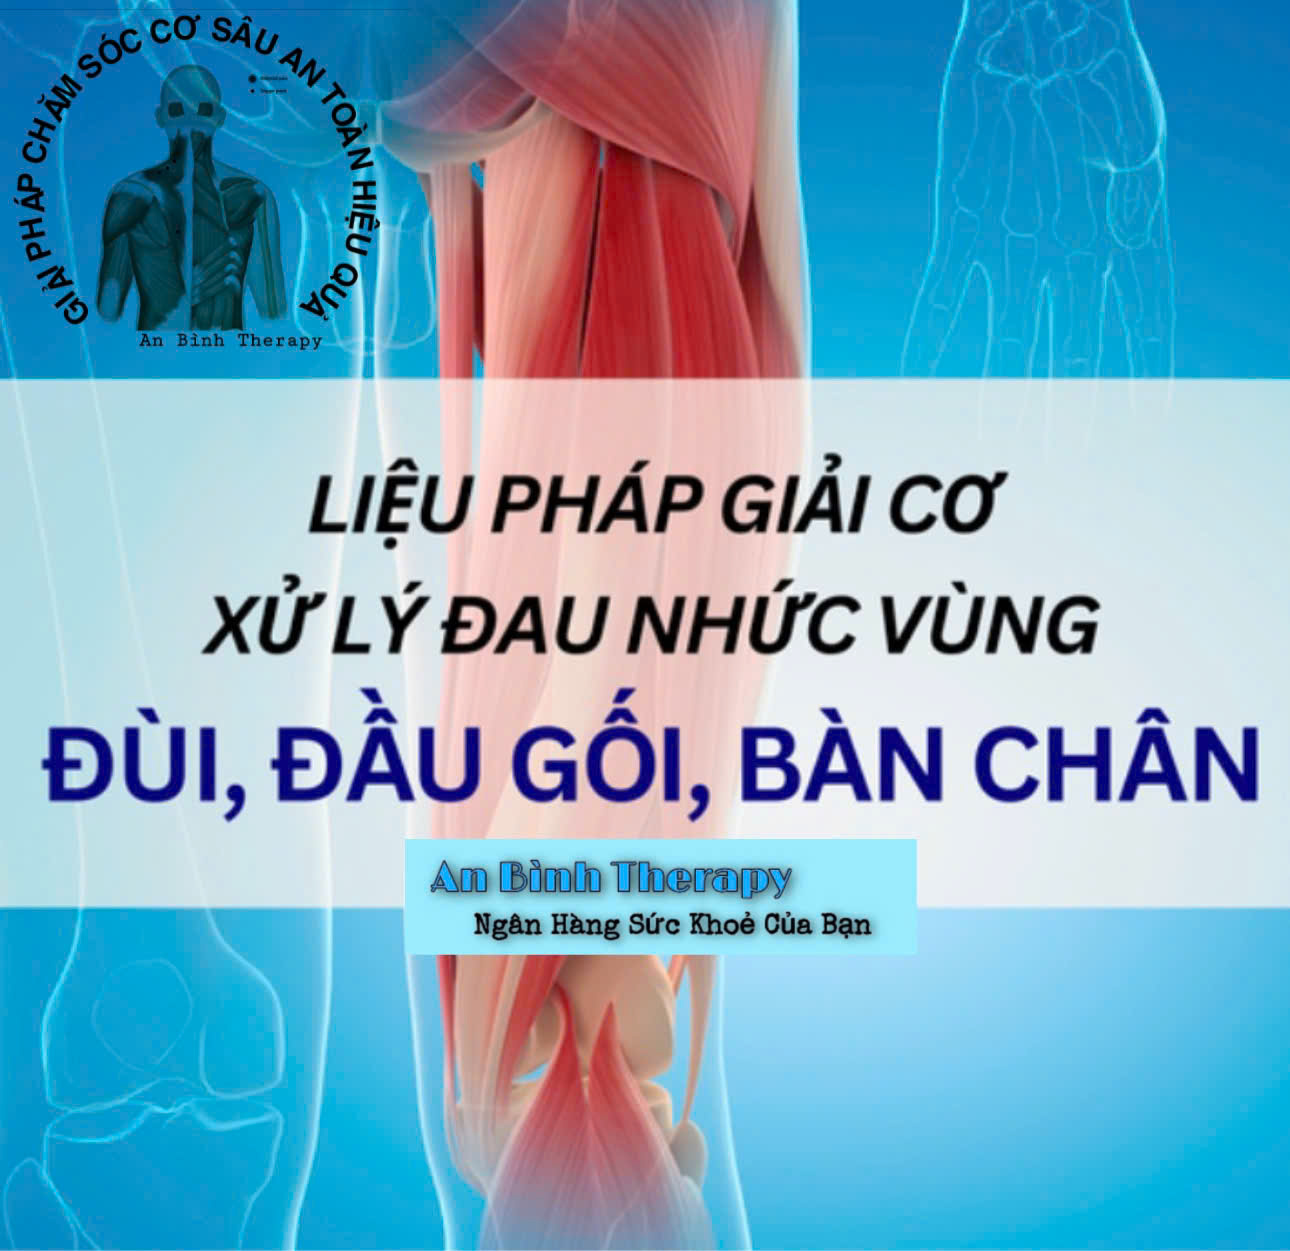 GIẢI PHÁP CHĂM SÓC CƠ SÂU AN TOÀN HIỆU QUẢ
An Bình Therapy
LIỆU PHÁP GIẢI CƠ
XỬ LÝ ĐAU NHỨC VÙNG
ĐÙI, ĐẦU GỐI, BÀN CHÂN
An Bình Therapy
Ngân Hàng Sức Khoẻ Của Bạn